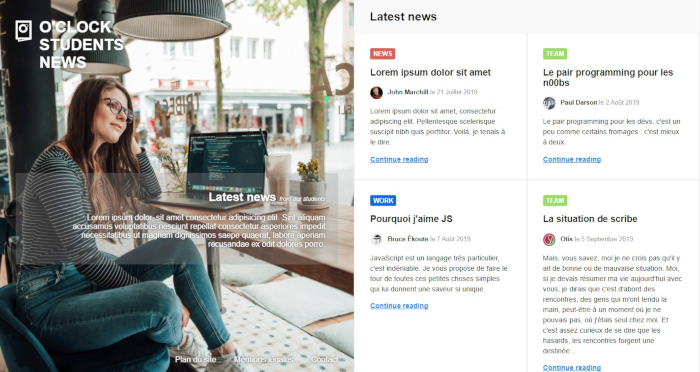 O'CLOCK
STUDENTS
NEWS
Latest news from our students
Lorem ipsum dolor, sit amet consectetur adipisicing elit. Sint aliquam
accusamus voluptatibus nesciunt repellat consectetur asperiores impedit
necessitatibus ut magnam dignissimos saepe quaerat, labore aperiam
recusandae ex odit dolores porro.
Plan du site
Mentions légales
Contact
Latest news
NEWS
Lorem ipsum dolor sit amet
John Marchill le 21 Juillet 2019
Lorem ipsum dolor sit amet, consectetur
adipiscing elit. Pellentesque scelerisque
suscipit nibh quis porttitor. Voilà, je tenais à
le dire.
Continue reading
TEAM
Le pair programming pour les
n00bs
Paul Darson le 2 Août 2019
Le pair programming pour les dévs, c'est un
peu comme certains fromages : c'est mieux
à deux.
Continue reading
WORK
Pourquoi j'aime JS
Bruce Ékoute le 7 Août 2019
JavaScript est un langage très particulier,
c'est indéniable. Je vous propose de faire le
tour de toutes ces petites choses simples
qui lui donnent une saveur si unique.
Continue reading
TEAM
La situation de scribe
Otis le 5 Septembre 2019
Mais, vous savez, moi je ne crois pas qu'il y
ait de bonne ou de mauvaise situation. Moi,
si je devais résumer ma vie aujourd'hui avec
vous, je dirais que c'est d'abord des
rencontres, des gens qui m'ont tendu la
main, peut-être à un moment où je ne
pouvais pas, où j'étais seul chez moi. Et
c'est assez curieux de se dire que les
hasards, les rencontres forgent une
destinée...
Continue reading